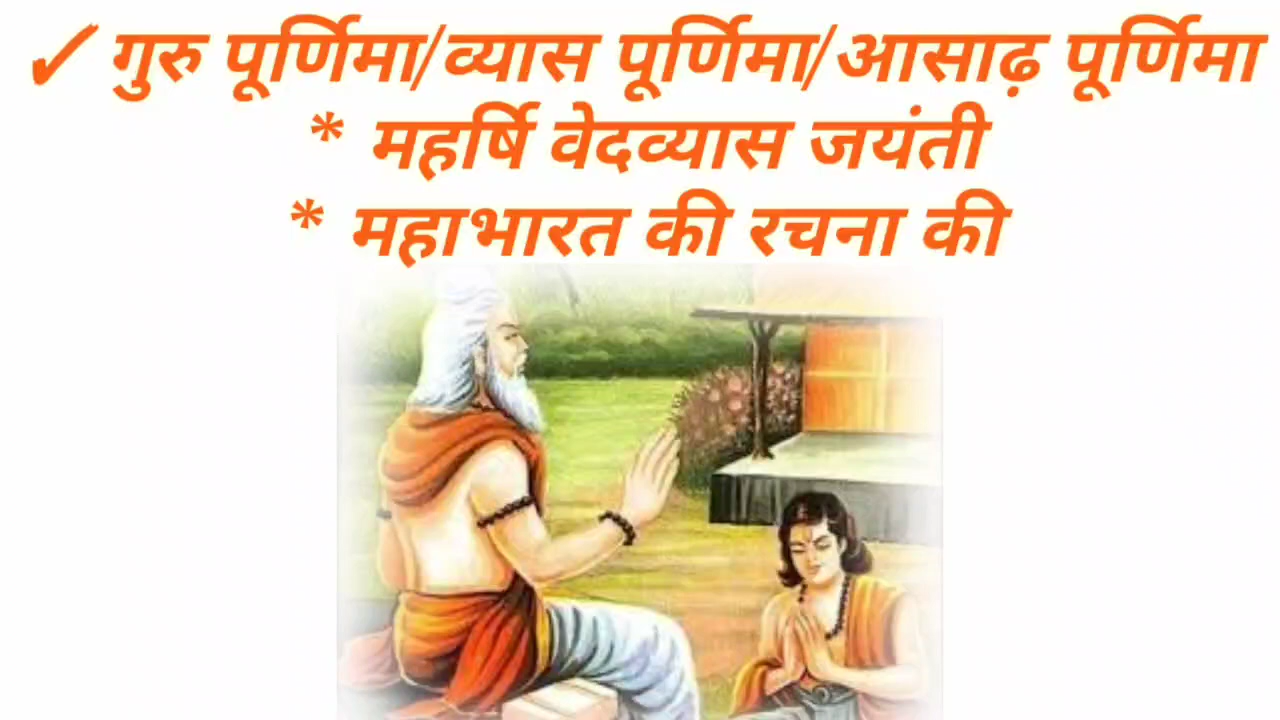 ✓ गुरु पूर्णिमा/व्यास पूर्णिमा/आसाढ़ पूर्णिमा
* महर्षि वेदव्यास जयंती
* महाभारत की रचना की